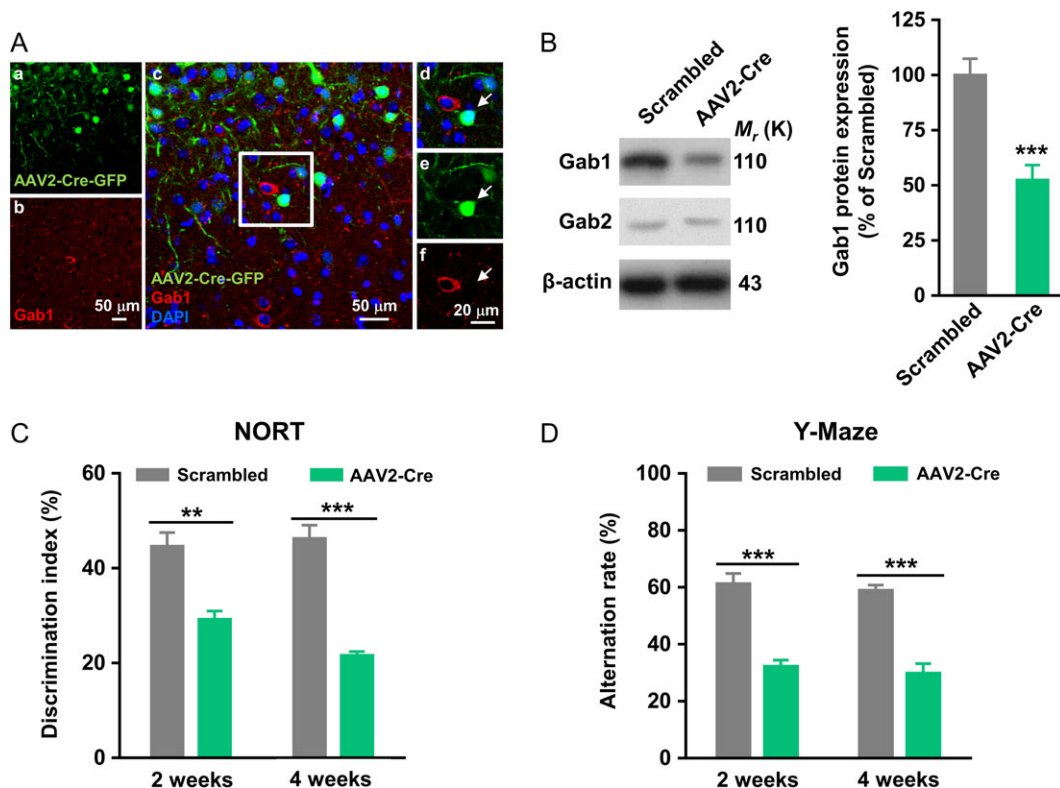 A
a
AAV2-Cre-GFP
b
Gab1
50 μm
c
AAV2-Cre-GFP
Gab1
DAPI
50 μm
d
e
f
20 μm
B
Scrambled
AAV2-Cre
Mr (K)
Gab1
110
Gab2
110
β-actin
43
Gab1 protein expression
(% of Scrambled)
125
100
75
50
25
0
***
Scrambled
AAV2-Cre
C
NORT
Discrimination index (%)
60
40
20
0
Scrambled
AAV2-Cre
**
***
2 weeks
4 weeks
D
Y-Maze
Alternation rate (%)
100
80
60
40
20
0
Scrambled
AAV2-Cre
***
***
2 weeks
4 weeks